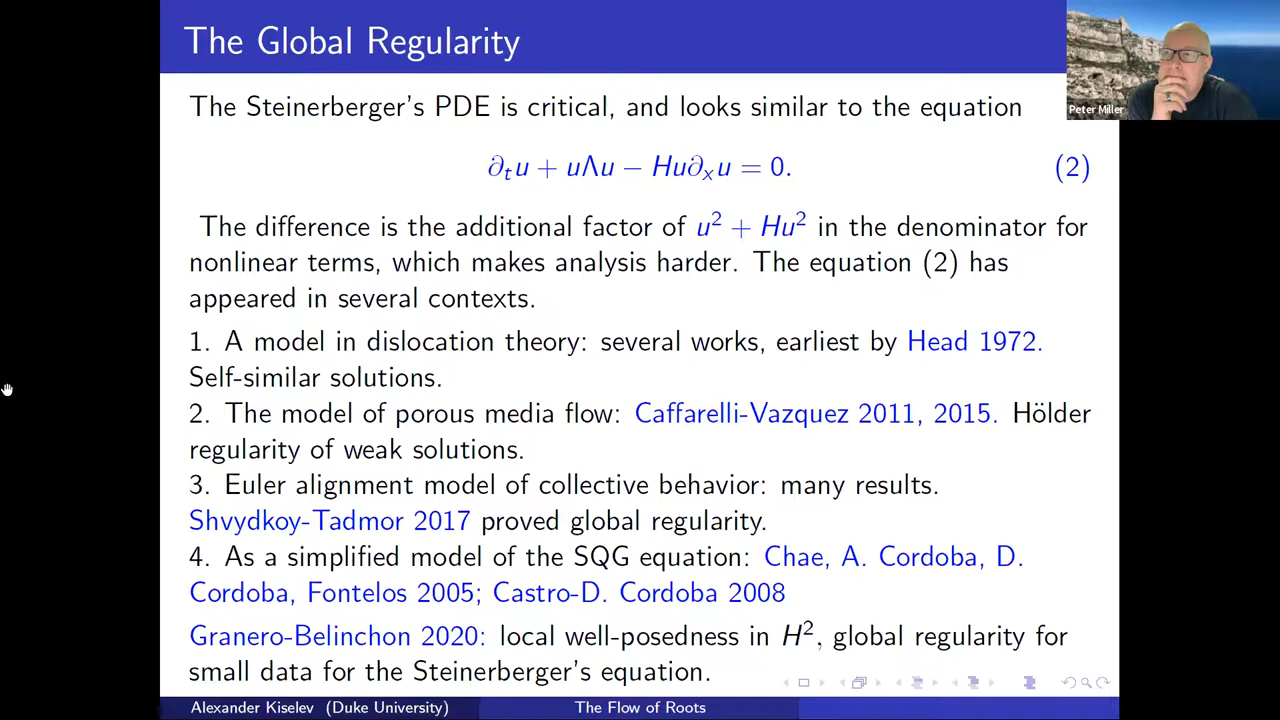 The Global Regularity
Peter Miller
The Steinerberger's PDE is critical, and looks similar to the equation
∂ₜu + uΛu − Hu∂ₓu = 0. (2)
The difference is the additional factor of u² + Hu² in the denominator for
nonlinear terms, which makes analysis harder. The equation (2) has
appeared in several contexts.
1. A model in dislocation theory: several works, earliest by Head 1972.
Self-similar solutions.
2. The model of porous media flow: Caffarelli-Vazquez 2011, 2015. Hölder
regularity of weak solutions.
3. Euler alignment model of collective behavior: many results.
Shvydkoy-Tadmor 2017 proved global regularity.
4. As a simplified model of the SQG equation: Chae, A. Cordoba, D.
Cordoba, Fontelos 2005; Castro-D. Cordoba 2008
Granero-Belinchon 2020: local well-posedness in H², global regularity for
small data for the Steinerberger's equation.
Alexander Kiselev (Duke University) The Flow of Roots